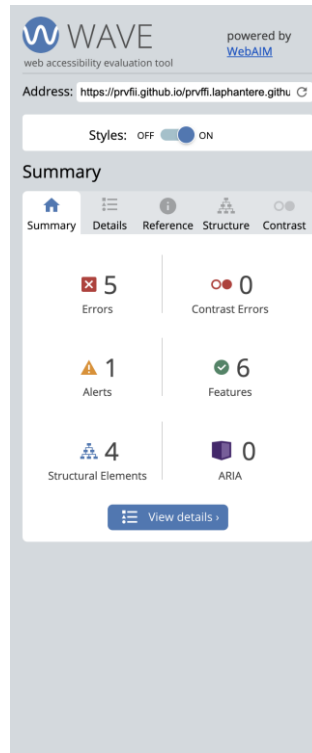 WAVE
powered by
WebAIM
web accessibility evaluation tool
Address: https://prvfii.github.io/prvffi.laphantere.githu
Styles: OFF ON
Summary
Summary Details Reference Structure Contrast
5
Errors
0
Contrast Errors
1
Alerts
6
Features
4
Structural Elements
0
ARIA
View details ›